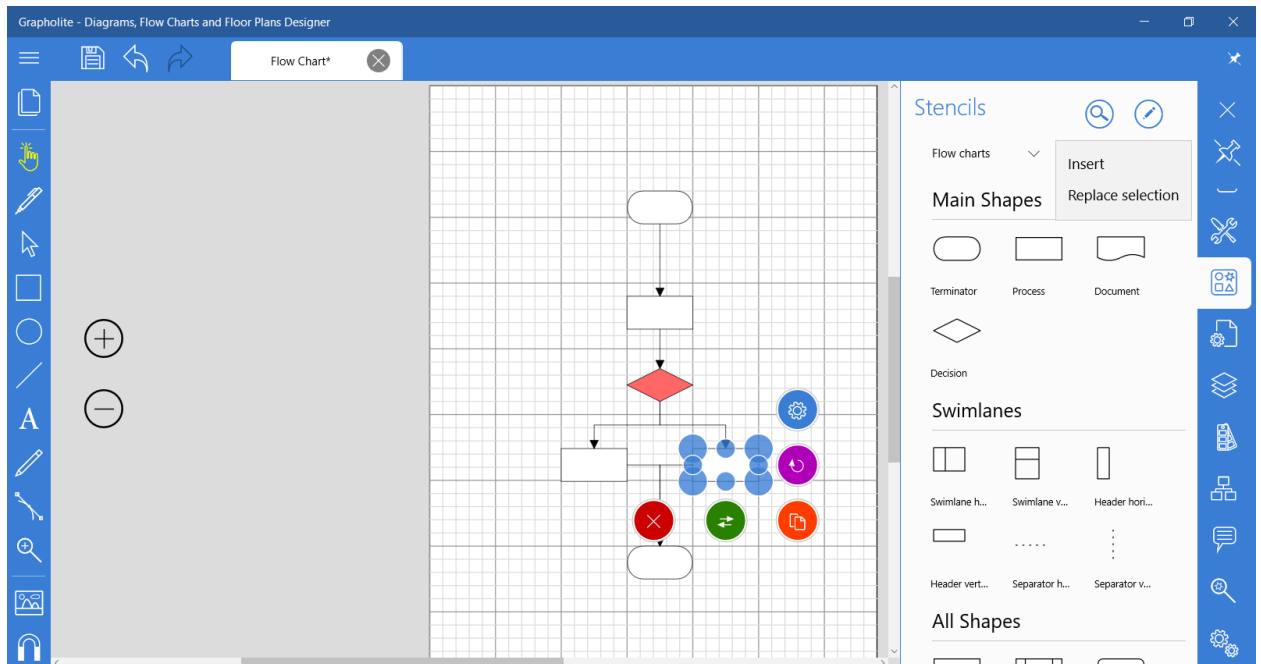 Grapholite - Diagrams, Flow Charts and Floor Plans Designer
Flow Chart*
Stencils
Flow charts
Insert
Replace selection
Main Shapes
Terminator
Process
Document
Decision
Swimlanes
Swimlane h...
Swimlane v...
Header hori...
Header vert...
Separator h...
Separator v...
All Shapes
A